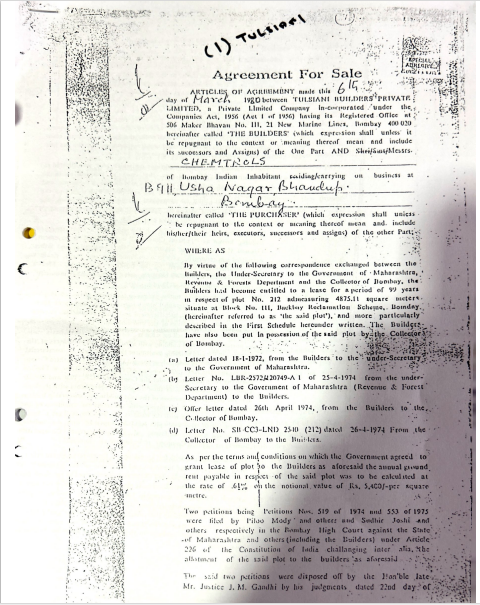 (1) TULSIANI
SPECIAL
ADHESIVE
Agreement For Sale
ARTICLES OF AGREEMENT made this 6th
day of March 1980 between TULSIANI BUILDERS PRIVATE
LIMITED, a Private Limited Company incorporated under the
Companies Act, 1956 (Act 1 of 1956) having its Registered Office at
506 Maker Bhavan No. III, 21 New Marine Lines, Bombay 400 020
hereinafter called 'THE BUILDERS' (which expression shall unless
it be repugnant to the context or meaning thereof mean and include
its successors and Assigns) of the One Part AND Shri/Smt/Messrs.
CHEMTROLS
of Bombay Indian Inhabitant residing/carrying on business at
B 911 Usha Nagar, Bhandup.
Bombay.
hereinafter called 'THE PURCHASER' (which expression shall unless
be repugnant to the context or meaning thereof mean and include
his/her/their heirs, executors, successors and assigns) of the other Part;
WHERE AS
By virtue of the following correspondence exchanged between the
Builders, the Under-Secretary to the Government of Maharashtra,
Revenue & Forests Department and the Collector of Bombay, the
Builders had become entitled to a lease for a period of 99 years
in respect of plot No. 212 admeasuring 4875.11 square meters
situate at Block No. III, Backbay Reclamation Scheme, Bombay
(hereinafter referred to as 'the said plot'), and more particularly
described in the First Schedule hereunder written. The Builders
have also been put in possession of the said plot by the Collector
of Bombay.
(a) Letter dated 18-1-1972, from the Builders to the under-Secretary
to the Government of Maharashtra.
(b) Letter No. LBR-2572/120749-A1 of 25-4-1974 from the under-
Secretary to the Government of Maharashtra (Revenue & Forest
Department) to the Builders.
(c) Offer letter dated 26th April 1974, from the Builders to the
Collector of Bombay.
(d) Letter No. SB-CC3-LND 2540 (212) dated 26-4-1974 From the
Collector of Bombay to the Builders.
As per the terms and conditions on which the Government agreed to
grant lease of plot to the Builders as aforesaid the annual ground
rent payable in respect of the said plot was to be calculated at
the rate of on the notional value of Rs. 5,400/-per square
metre.
Two petitions being Petitions Nos. 519 of 1974 and 553 of 1975
were filed by Piloo Mody and others and Sudhir Joshi and
others respectively in the Bombay High Court against the State
of Maharashtra and others (including the Builders) under Article
226 of the Constitution of India challanging inter alia, the
allotment of the said plot to the builders as aforesaid
The said two petitions were disposed off by the Hon'ble late
Mr. Justice J. M. Gandhi by his judgments dated 22nd day of